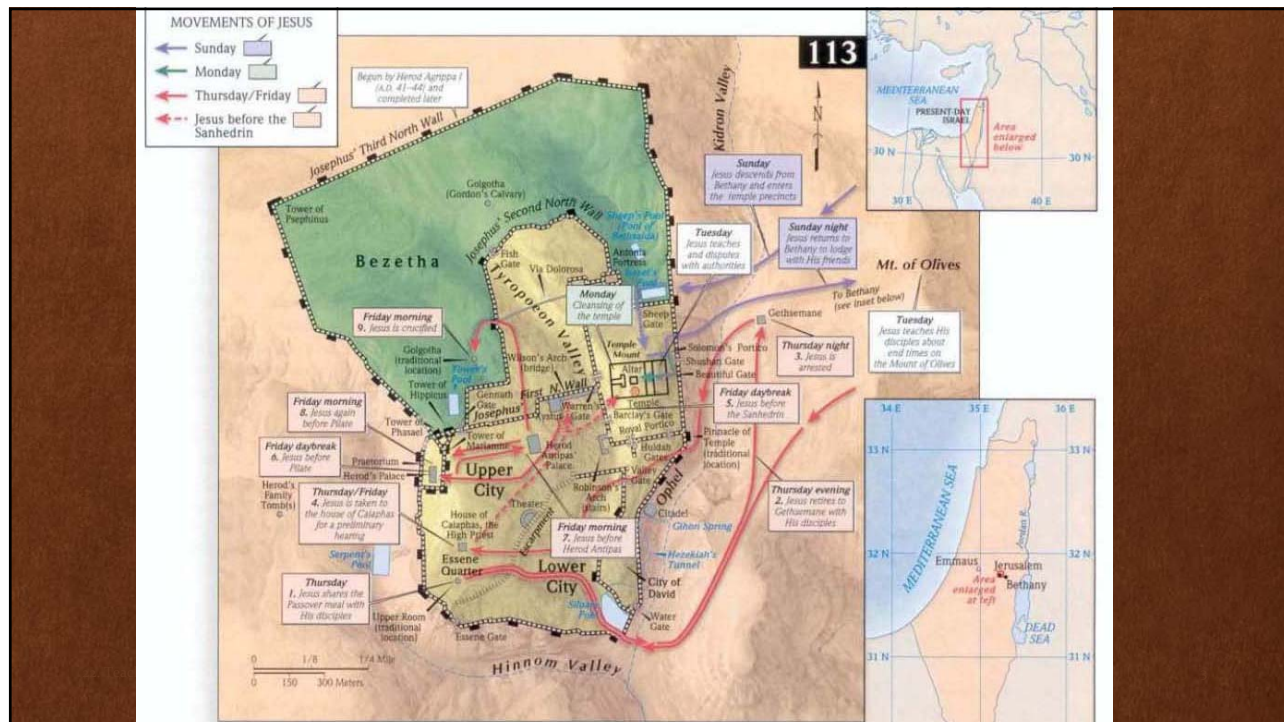 MOVEMENTS OF JESUS
Sunday
Monday
Thursday/Friday
Jesus before the
Sanhedrin
113
Begun by Herod Agrippa I
(A.D. 41–44) and
completed later
Josephus' Third North Wall
Kidron Valley
N
Tower of
Psephinus
Golgotha
(Gordon's Calvary)
Josephus' Second North Wall
Sheep's Pool
(Pool of
Bethsaida)
Bezetha
Fish
Gate
Via Dolorosa
Antonia
Fortress
Israel's
Pool
Sheep
Gate
Tyropoeon Valley
Sunday
Jesus descends from
Bethany and enters
the temple precincts
Sunday night
Jesus returns to
Bethany to lodge
with His friends
Tuesday
Jesus teaches
and disputes
with authorities
Mt. of Olives
To Bethany
(see inset below)
Monday
Cleansing of
the temple
Tuesday
Jesus teaches His
disciples about
end times on
the Mount of Olives
Gethsemane
Thursday night
3. Jesus is
arrested
Friday morning
9. Jesus is crucified
Golgotha
(traditional
location)
Tower's
Pool
Wilson's Arch
(bridge)
Temple
Mount
Altar
Temple
Solomon's Portico
Shushan Gate
Beautiful Gate
Tower of
Hippicus
Gennath
Gate
Josephus' First N. Wall
Warren's
Gate
Barclay's Gate
Royal Portico
Friday daybreak
5. Jesus before
the Sanhedrin
Friday morning
8. Jesus again
before Pilate
Tower of
Phasael
Tower of
Mariamne
Herod
Antipas'
Palace
Huldah
Gates
Pinnacle of
Temple
(traditional
location)
Friday daybreak
6. Jesus before
Pilate
Praetorium
Herod's Palace
Upper
City
Valley
Gate
Robinson's
Arch
(stairs)
Ophel
Herod's
Family
Tomb(s)
Thursday/Friday
4. Jesus is taken to
the house of Caiaphas
for a preliminary
hearing
Theater
House of
Caiaphas, the
High Priest
Escarpment
Citadel
Gihon Spring
Thursday evening
2. Jesus retires to
Gethsemane with
His disciples
Friday morning
7. Jesus before
Herod Antipas
Hezekiah's
Tunnel
Serpent's
Pool
Essene
Quarter
Lower
City
City of
David
Thursday
1. Jesus shares the
Passover meal with
His disciples
Upper Room
(traditional
location)
Siloam
Pool
Water
Gate
Essene Gate
Hinnom Valley
0 1/8 1/4 Mile
0 150 300 Meters
MEDITERRANEAN
SEA
PRESENT-DAY
ISRAEL
Area
enlarged
below
30 N
30 N
30 E
40 E
34 E
35 E
36 E
33 N
33 N
MEDITERRANEAN SEA
Jordan R.
32 N
32 N
Emmaus
Jerusalem
Bethany
Area
enlarged
at left
DEAD
SEA
31 N
31 N